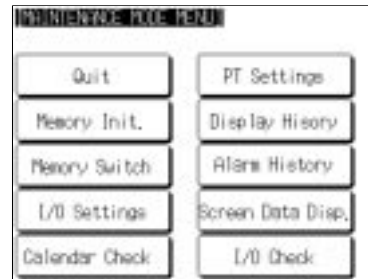 MAINTENANCE MODE MENU
Quit
PT Settings
Memory Init.
Display Hisory
Memory Switch
Alarm History
I/O Settings
Screen Data Disp.
Calendar Check
I/O Check